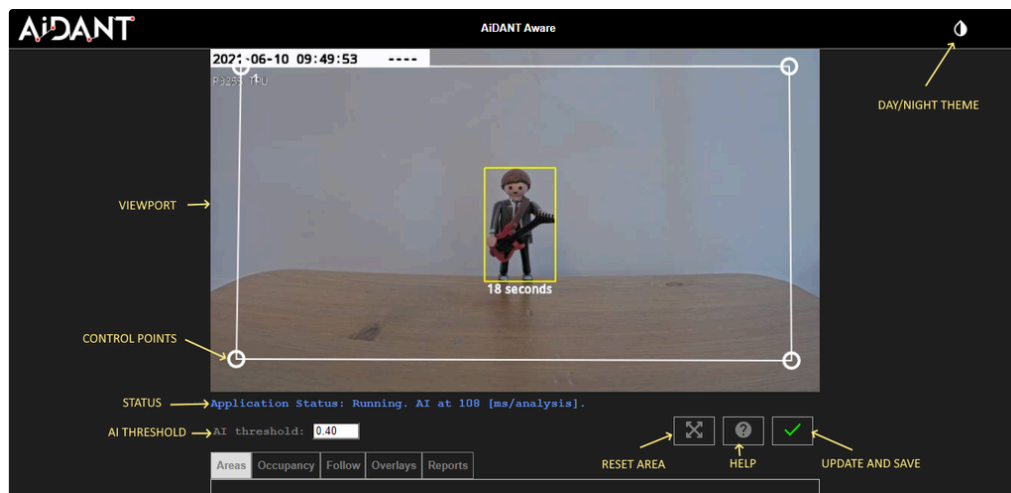 AiDANT
AiDANT Aware
2021-06-10 09:49:53 ----
1
DAY/NIGHT THEME
VIEWPORT
18 seconds
CONTROL POINTS
STATUS
Application Status: Running. AI at 108 [ms/analysis].
AI THRESHOLD
AI threshold: 0.40
RESET AREA
HELP
UPDATE AND SAVE
Areas Occupancy Follow Overlays Reports